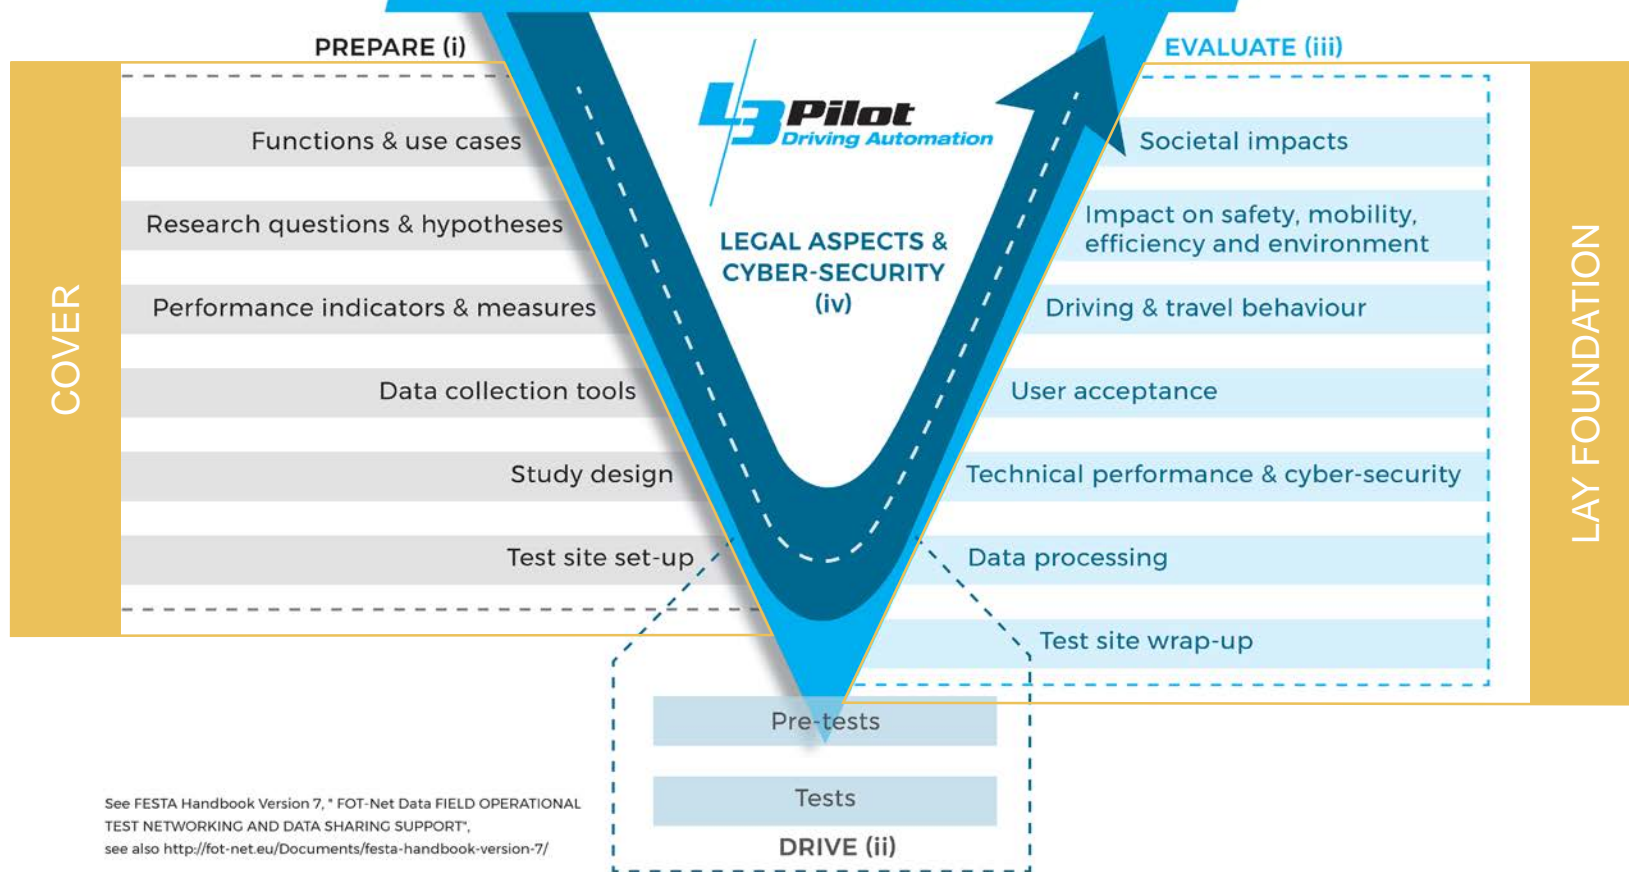 PREPARE (i)
EVALUATE (iii)
COVER
Functions & use cases
Research questions & hypotheses
Performance indicators & measures
Data collection tools
Study design
Test site set-up
L3Pilot
Driving Automation
LEGAL ASPECTS &
CYBER-SECURITY
(iv)
Societal impacts
Impact on safety, mobility,
efficiency and environment
Driving & travel behaviour
User acceptance
Technical performance & cyber-security
Data processing
Test site wrap-up
LAY FOUNDATION
Pre-tests
Tests
DRIVE (ii)
See FESTA Handbook Version 7, " FOT-Net Data FIELD OPERATIONAL
TEST NETWORKING AND DATA SHARING SUPPORT",
see also http://fot-net.eu/Documents/festa-handbook-version-7/